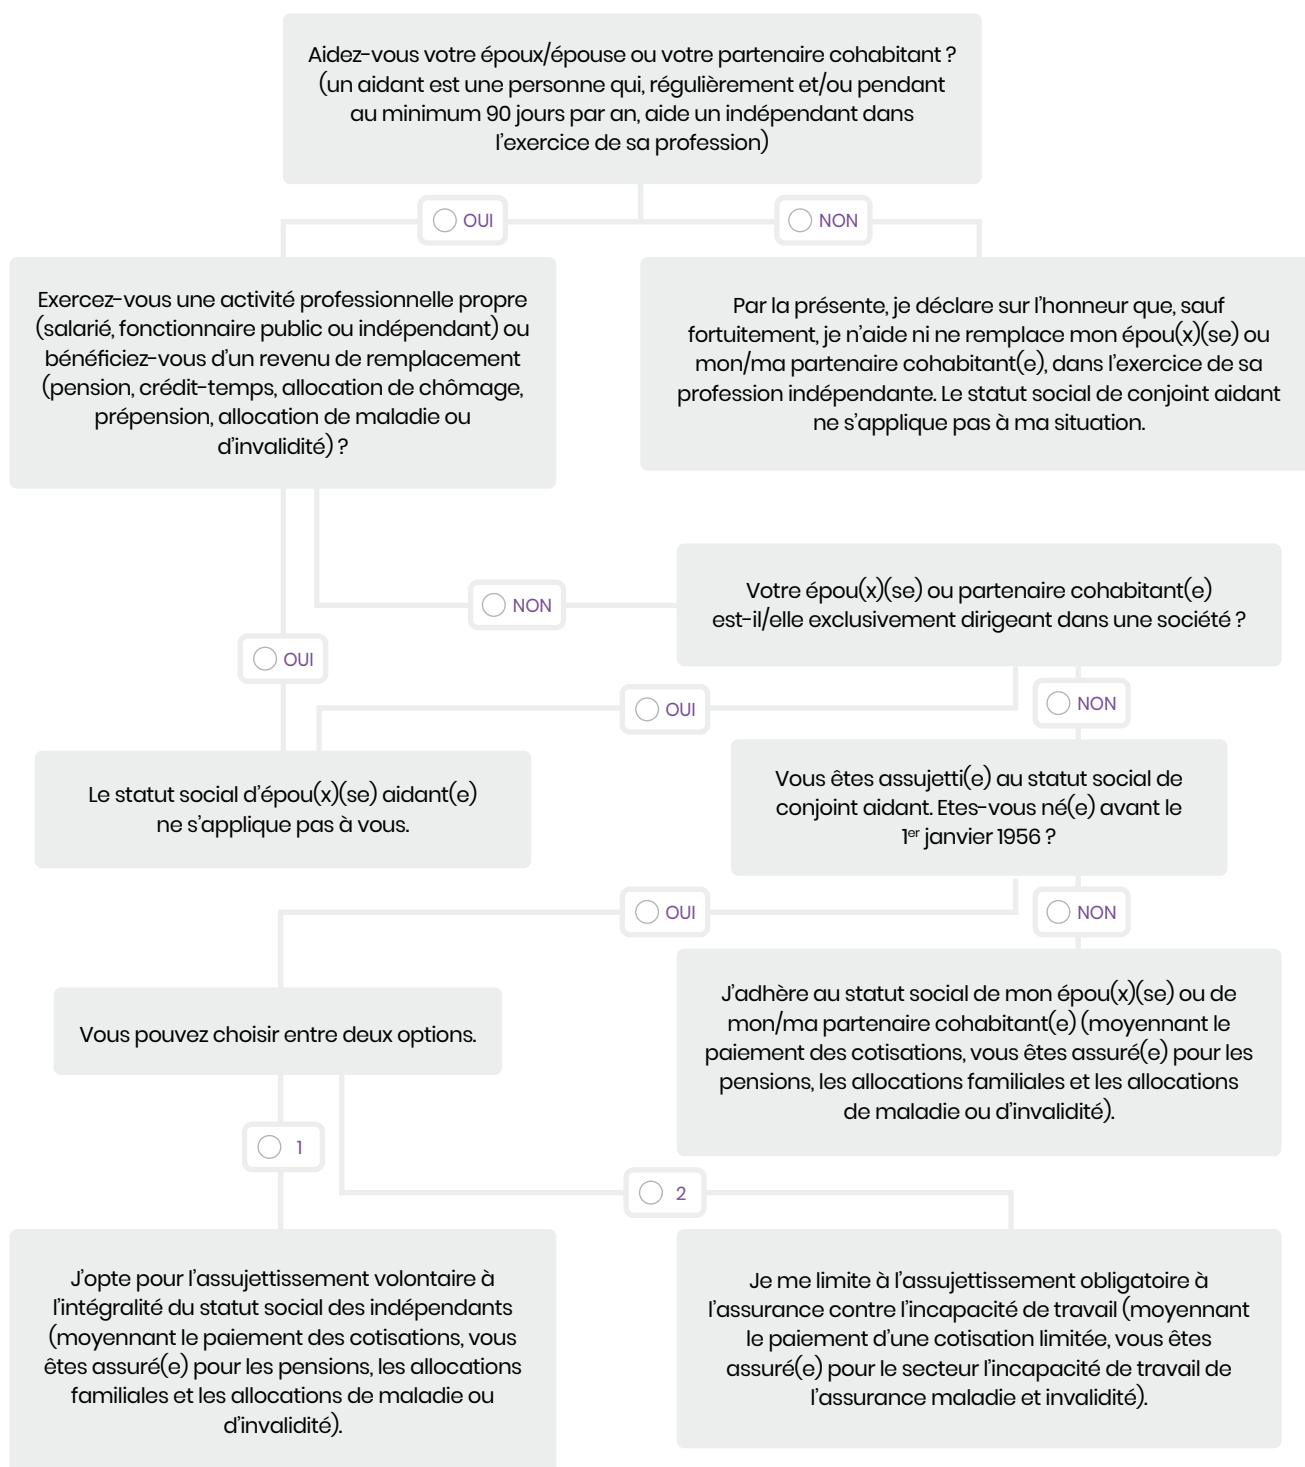 Aidez-vous votre époux/épouse ou votre partenaire cohabitant ?
(un aidant est une personne qui, régulièrement et/ou pendant
au minimum 90 jours par an, aide un indépendant dans
l'exercice de sa profession)
OUI
NON
Exercez-vous une activité professionnelle propre
(salarié, fonctionnaire public ou indépendant) ou
bénéficiez-vous d'un revenu de remplacement
(pension, crédit-temps, allocation de chômage,
prépension, allocation de maladie ou
d'invalidité) ?
Par la présente, je déclare sur l'honneur que, sauf
fortuitement, je n'aide ni ne remplace mon épou(x)(se) ou
mon/ma partenaire cohabitant(e), dans l'exercice de sa
profession indépendante. Le statut social de conjoint aidant
ne s'applique pas à ma situation.
NON
Votre épou(x)(se) ou partenaire cohabitant(e)
est-il/elle exclusivement dirigeant dans une société ?
OUI
OUI
NON
Le statut social d'épou(x)(se) aidant(e)
ne s'applique pas à vous.
Vous êtes assujetti(e) au statut social de
conjoint aidant. Etes-vous né(e) avant le
1er janvier 1956 ?
OUI
NON
Vous pouvez choisir entre deux options.
J'adhère au statut social de mon épou(x)(se) ou de
mon/ma partenaire cohabitant(e) (moyennant le
paiement des cotisations, vous êtes assuré(e) pour les
pensions, les allocations familiales et les allocations
de maladie ou d'invalidité).
1
2
J'opte pour l'assujettissement volontaire à
l'intégralité du statut social des indépendants
(moyennant le paiement des cotisations, vous
êtes assuré(e) pour les pensions, les allocations
familiales et les allocations de maladie ou
d'invalidité).
Je me limite à l'assujettissement obligatoire à
l'assurance contre l'incapacité de travail (moyennant
le paiement d'une cotisation limitée, vous êtes
assuré(e) pour le secteur l'incapacité de travail de
l'assurance maladie et invalidité).